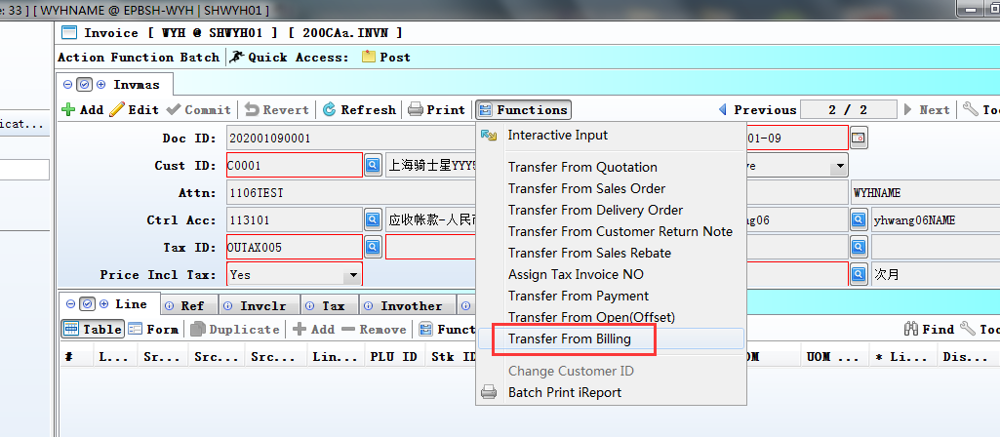 : 33 ] [ WYHNAME @ EPBSH-WYH | SHWYH01 ]
Invoice [ WYH @ SHWYH01 ] [ 200CAa.INVN ]
Action Function Batch Quick Access: Post
Invmas
Add Edit Commit Revert Refresh Print Functions Previous 2 / 2 Next
icat...
Doc ID: 202001090001 01-09
Cust ID: C0001 上海骑士星YYY
Attn: 1106TEST WYHNAME
Ctrl Acc: 113101 应收帐款-人民 yhwang06NAME
Tax ID: OUTAX005
Price Incl Tax: Yes 次月
Interactive Input
Transfer From Quotation
Transfer From Sales Order
Transfer From Delivery Order
Transfer From Customer Return Note
Transfer From Sales Rebate
Assign Tax Invoice NO
Transfer From Payment
Transfer From Open(Offset)
Transfer From Billing
Change Customer ID
Batch Print iReport
Line Ref Invclr Tax Invother
Table Form Duplicate Add Remove Funct Find
# L... Sr... Src... Src... Lin... PLU ID Stk ID OM UOM ... * Li... Dis...